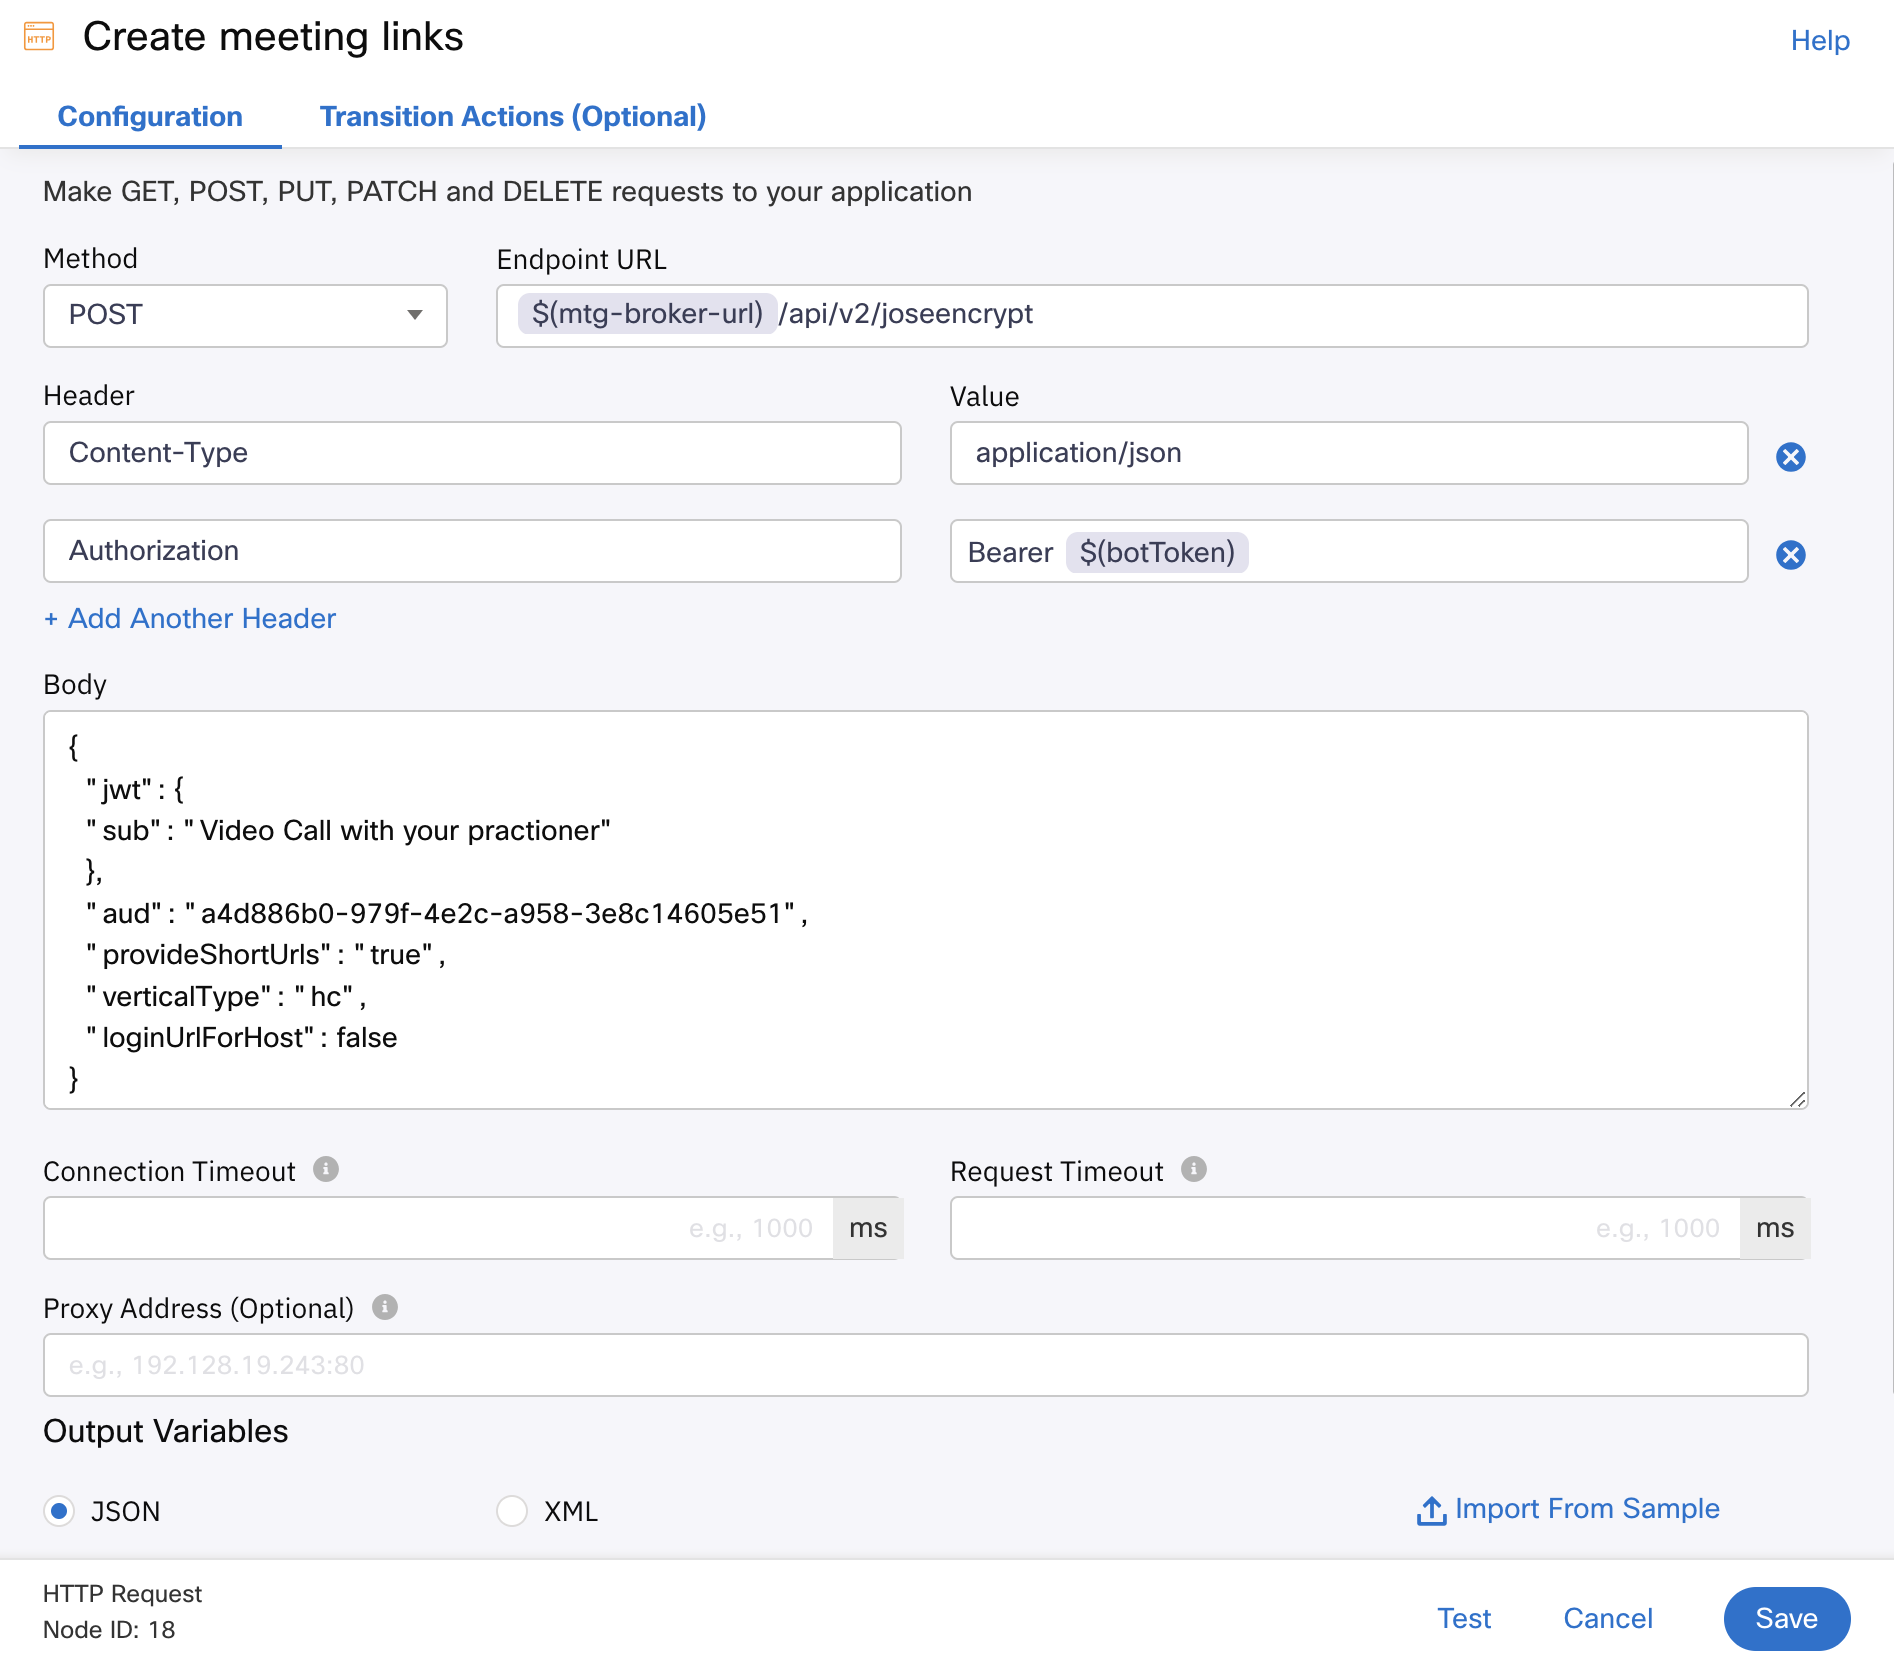 HTTP
Create meeting links
Help
Configuration
Transition Actions (Optional)
Make GET, POST, PUT, PATCH and DELETE requests to your application
Method
Endpoint URL
POST
$(mtg-broker-url) /api/v2/joseencrypt
Header
Value
Content-Type
application/json
Authorization
Bearer $(botToken)
+ Add Another Header
Body
{
"jwt": {
"sub": "Video Call with your practioner"
},
"aud": "a4d886b0-979f-4e2c-a958-3e8c14605e51",
"provideShortUrls": "true",
"verticalType": "hc",
"loginUrlForHost": false
}
Connection Timeout
Request Timeout
e.g., 1000 ms
e.g., 1000 ms
Proxy Address (Optional)
e.g., 192.128.19.243:80
Output Variables
JSON
XML
Import From Sample
HTTP Request
Node ID: 18
Test
Cancel
Save